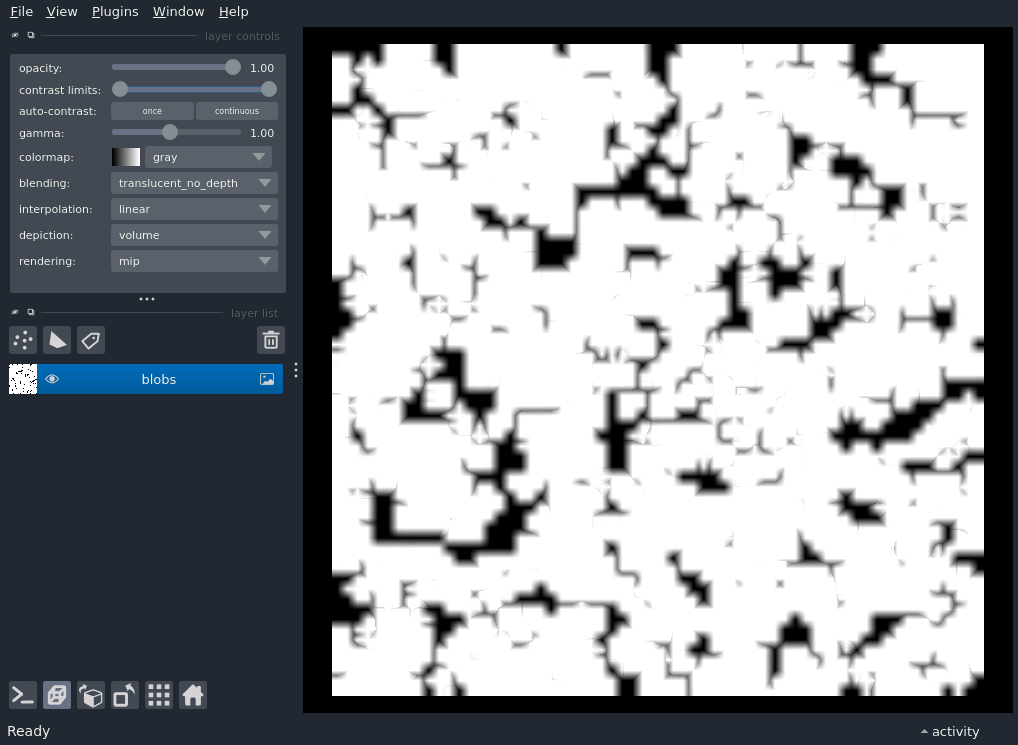 File View Plugins Window Help
layer controls
opacity: 1.00
contrast limits:
auto-contrast: once continuous
gamma: 1.00
colormap: gray
blending: translucent_no_depth
interpolation: linear
depiction: volume
rendering: mip
layer list
blobs
Ready activity